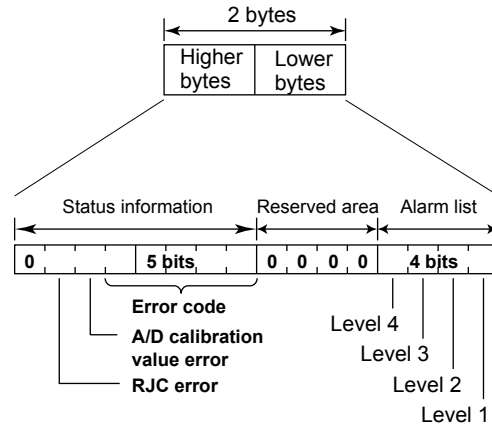 2 bytes
Higher bytes
Lower bytes
Status information
Reserved area
Alarm list
0
5 bits
0 0 0 0
4 bits
Error code
A/D calibration
value error
RJC error
Level 4
Level 3
Level 2
Level 1